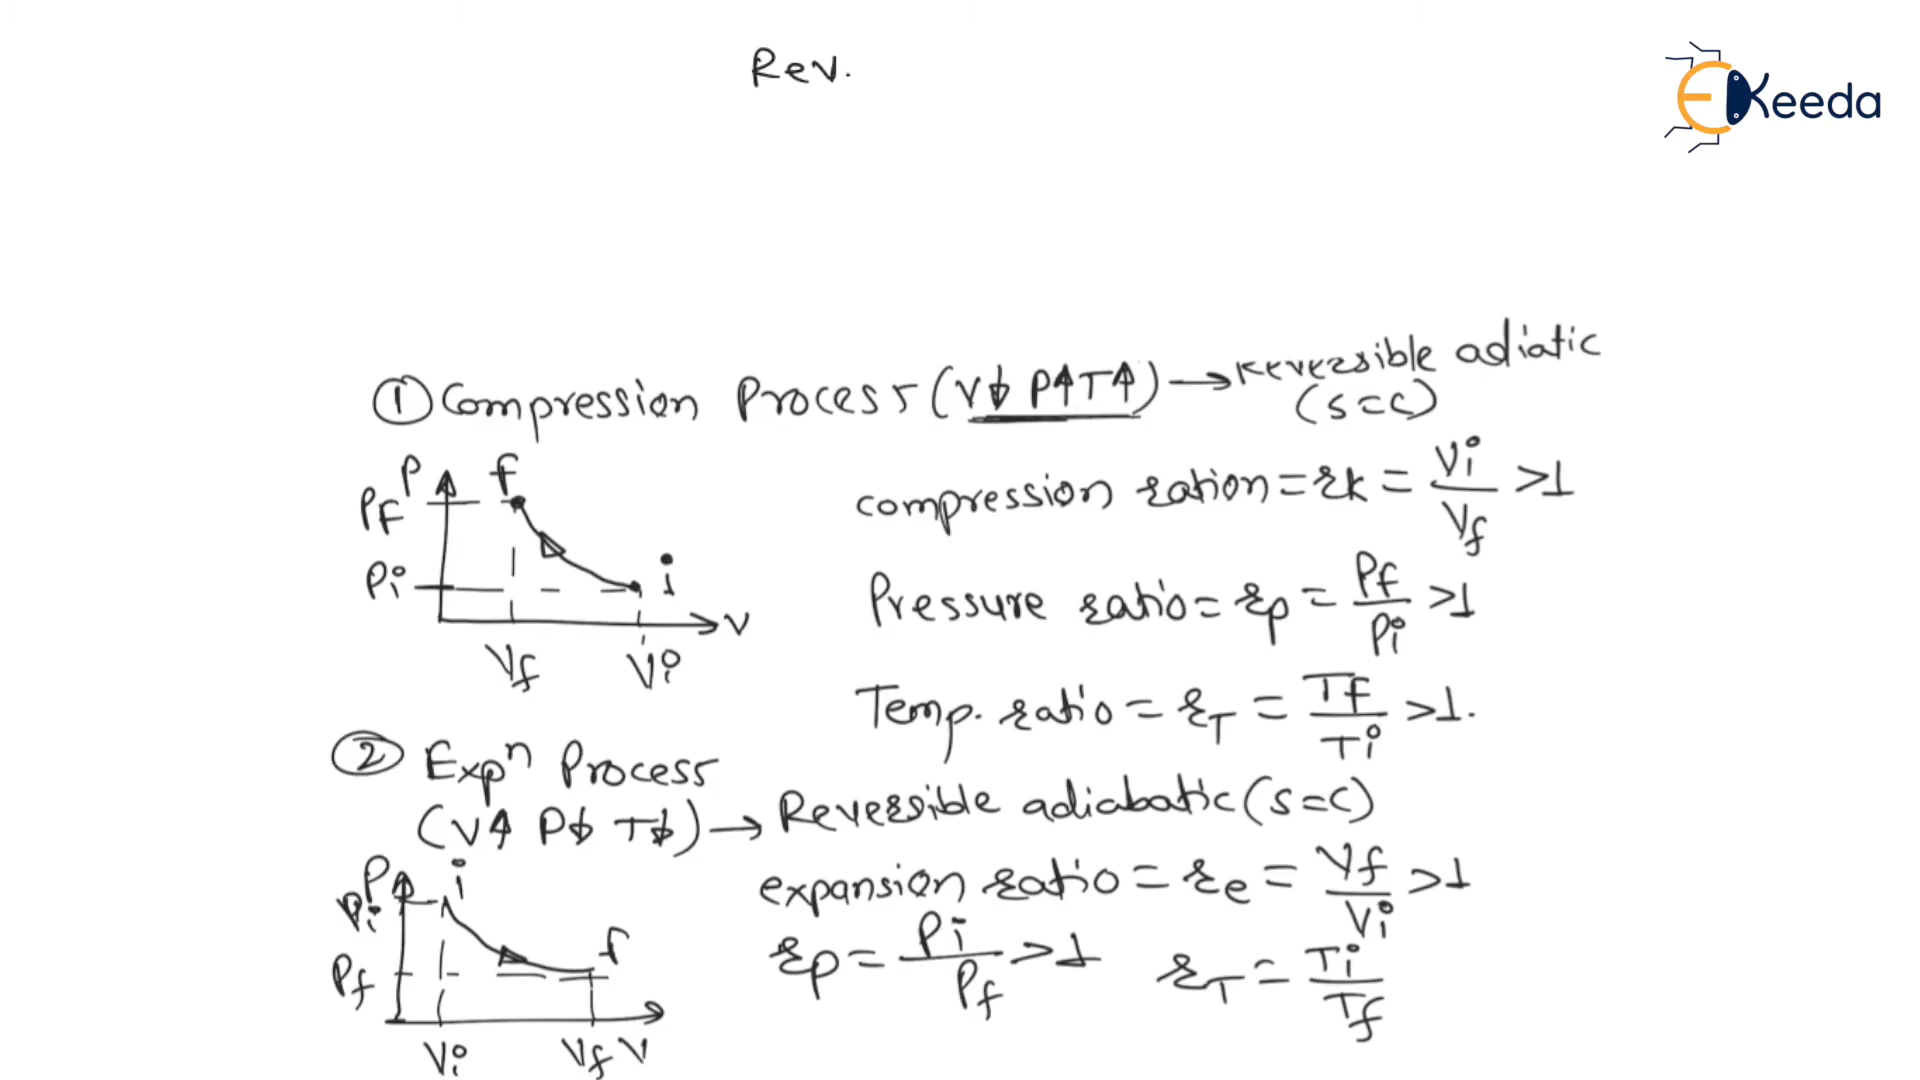 Rev.
EKeeda
① Compression Process (V↓ P↑ T↑) → Reversible adiatic
(S=C)
P
f
Pf
Pi
i
V
Vf Vi
compression ration = rk = Vi/Vf >1
Pressure ratio = rp = Pf/Pi >1
Temp. ratio = rT = Tf/Ti >1.
② Expⁿ Process
(V↑ P↓ T↓) → Reversible adiabatic (S=C)
P
i
Pi
f
Pf
Vi Vf V
expansion ratio = re = Vf/Vi >1
rp = Pi/Pf >1 rT = Ti/Tf